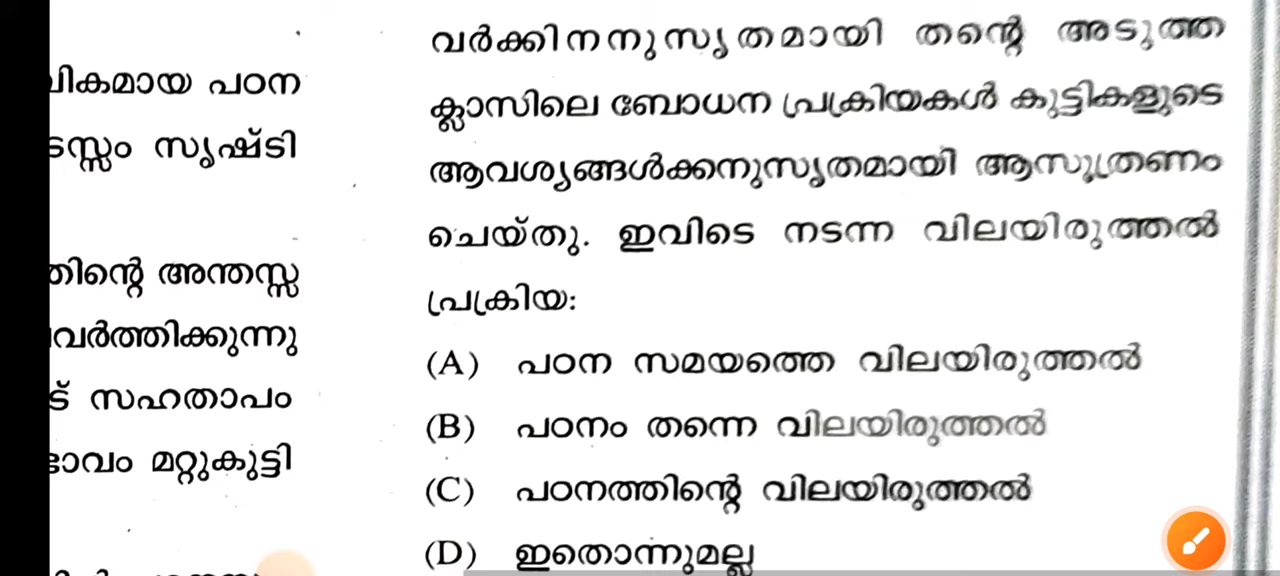 പഠന
സൃഷ്ടി
അന്തസ്സ
വർത്തിക്കുന്നു
സഹതാപം
മറ്റുകുട്ടി
വർക്കിനനുസൃതമായി തന്റെ അടുത്ത
ക്ലാസിലെ ബോധന പ്രക്രിയകൾ കുട്ടികളുടെ
ആവശ്യങ്ങൾക്കനുസൃതമായി ആസൂത്രണം
ചെയ്തു. ഇവിടെ നടന്ന വിലയിരുത്തൽ
പ്രക്രിയ:
(A) പഠന സമയത്തെ വിലയിരുത്തൽ
(B) പഠനം തന്നെ വിലയിരുത്തൽ
(C) പഠനത്തിന്റെ വിലയിരുത്തൽ
(D) ഇതൊന്നുമല്ല